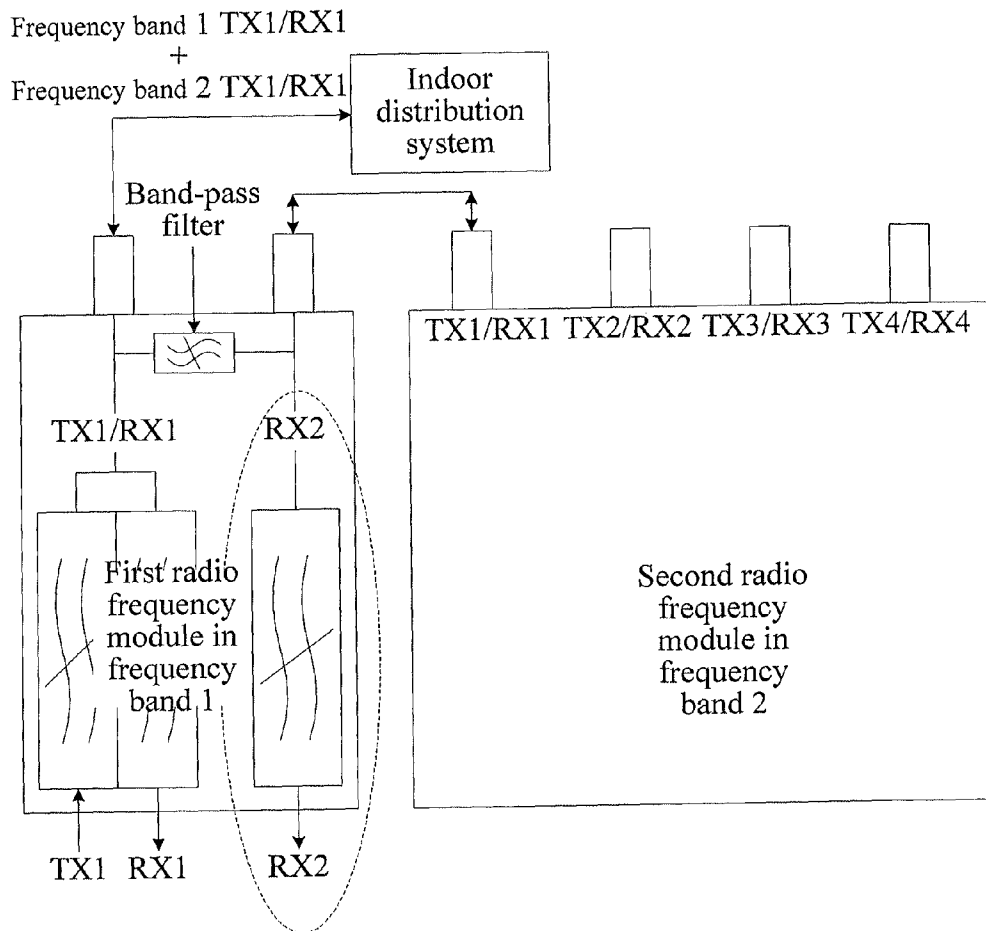 Frequency band 1 TX1/RX1
+
Frequency band 2 TX1/RX1
Indoor
distribution
system
Band-pass
filter
TX1/RX1
TX2/RX2
TX3/RX3
TX4/RX4
TX1/RX1
RX2
First radio
frequency
module in
frequency
band 1
Second radio
frequency
module in
frequency
band 2
TX1
RX1
RX2